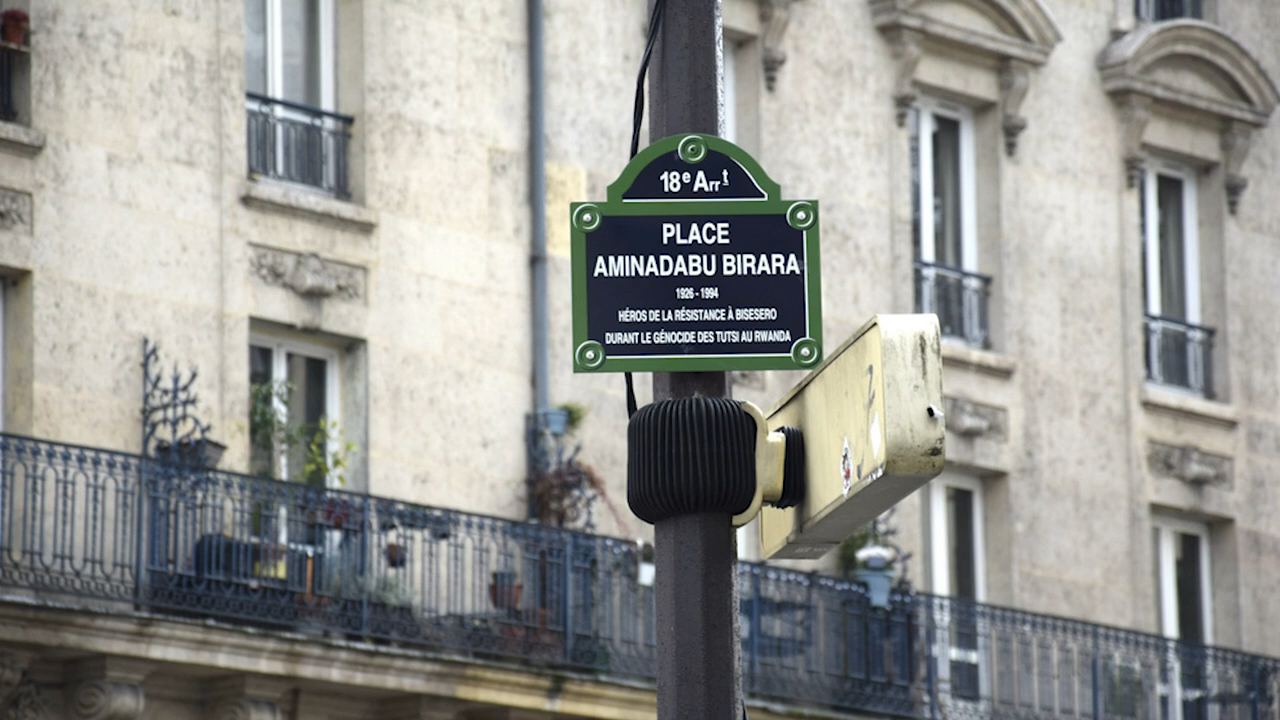 18e Arrt
PLACE
AMINADABU BIRARA
1926 - 1994
HÉROS DE LA RÉSISTANCE À BISESERO
DURANT LE GÉNOCIDE DES TUTSI AU RWANDA